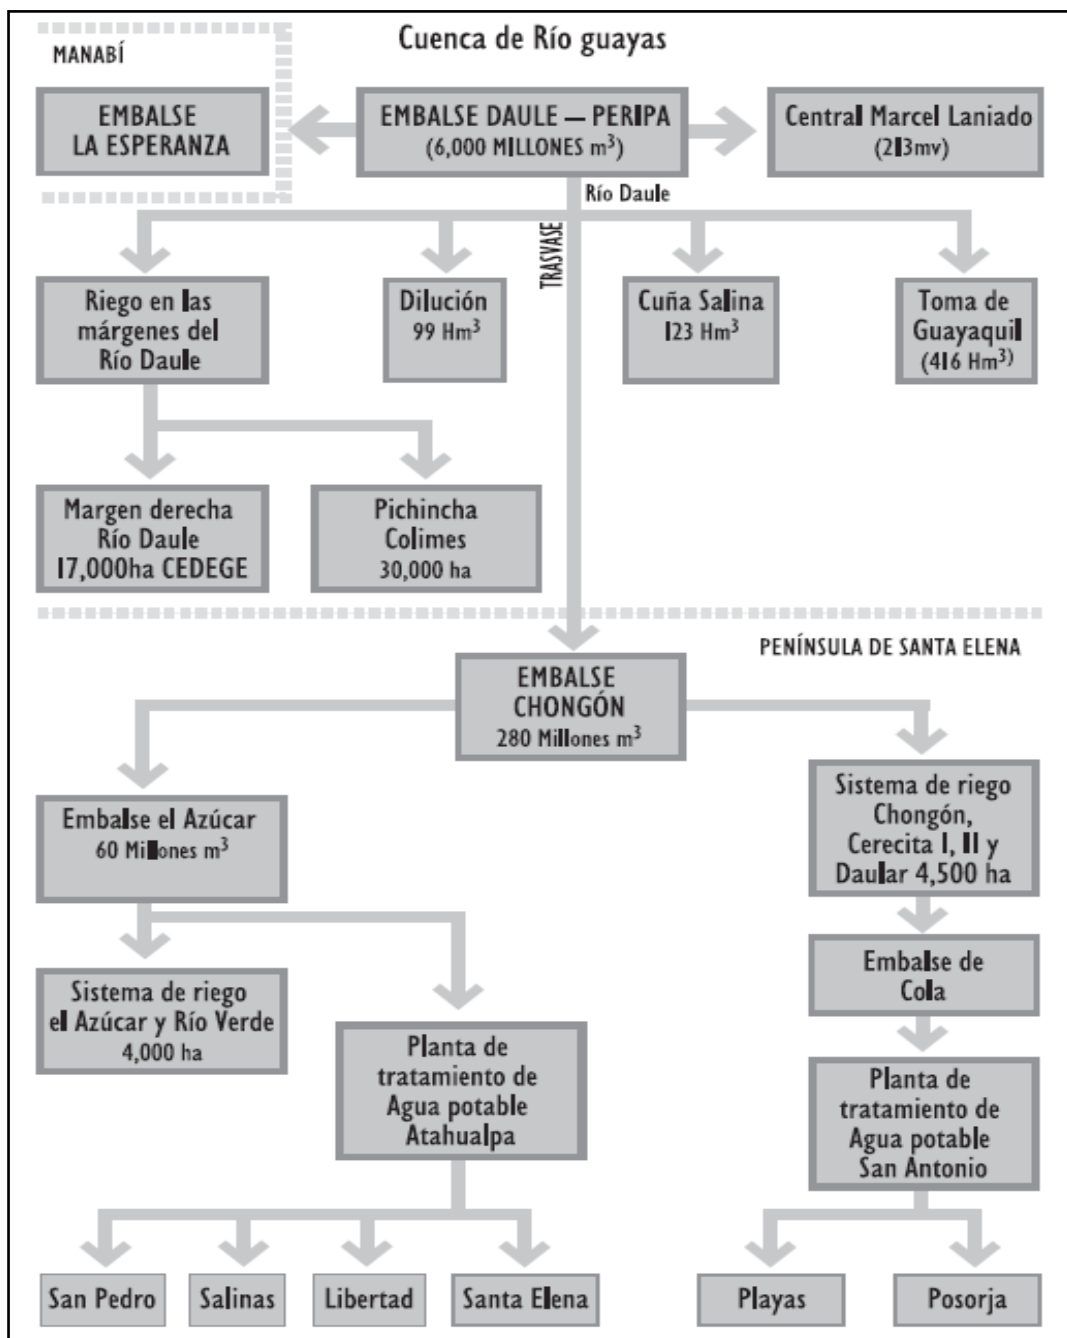 Cuenca de Río guayas
MANABÍ
EMBALSE
LA ESPERANZA
EMBALSE DAULE — PERIPA
(6,000 MILLONES m³)
Central Marcel Laniado
(213mv)
Río Daule
TRASVASE
Riego en las
márgenes del
Río Daule
Dilución
99 Hm³
Cuña Salina
123 Hm³
Toma de
Guayaquil
(416 Hm³)
Margen derecha
Río Daule
17,000ha CEDEGE
Pichincha
Colimes
30,000 ha
PENÍNSULA DE SANTA ELENA
EMBALSE
CHONGÓN
280 Millones m³
Embalse el Azúcar
60 Millones m³
Sistema de riego
Chongón,
Cerecita I, II y
Daular 4,500 ha
Sistema de riego
el Azúcar y Río Verde
4,000 ha
Embalse de
Cola
Planta de
tratamiento de
Agua potable
Atahualpa
Planta de
tratamiento de
Agua potable
San Antonio
San Pedro
Salinas
Libertad
Santa Elena
Playas
Posorja